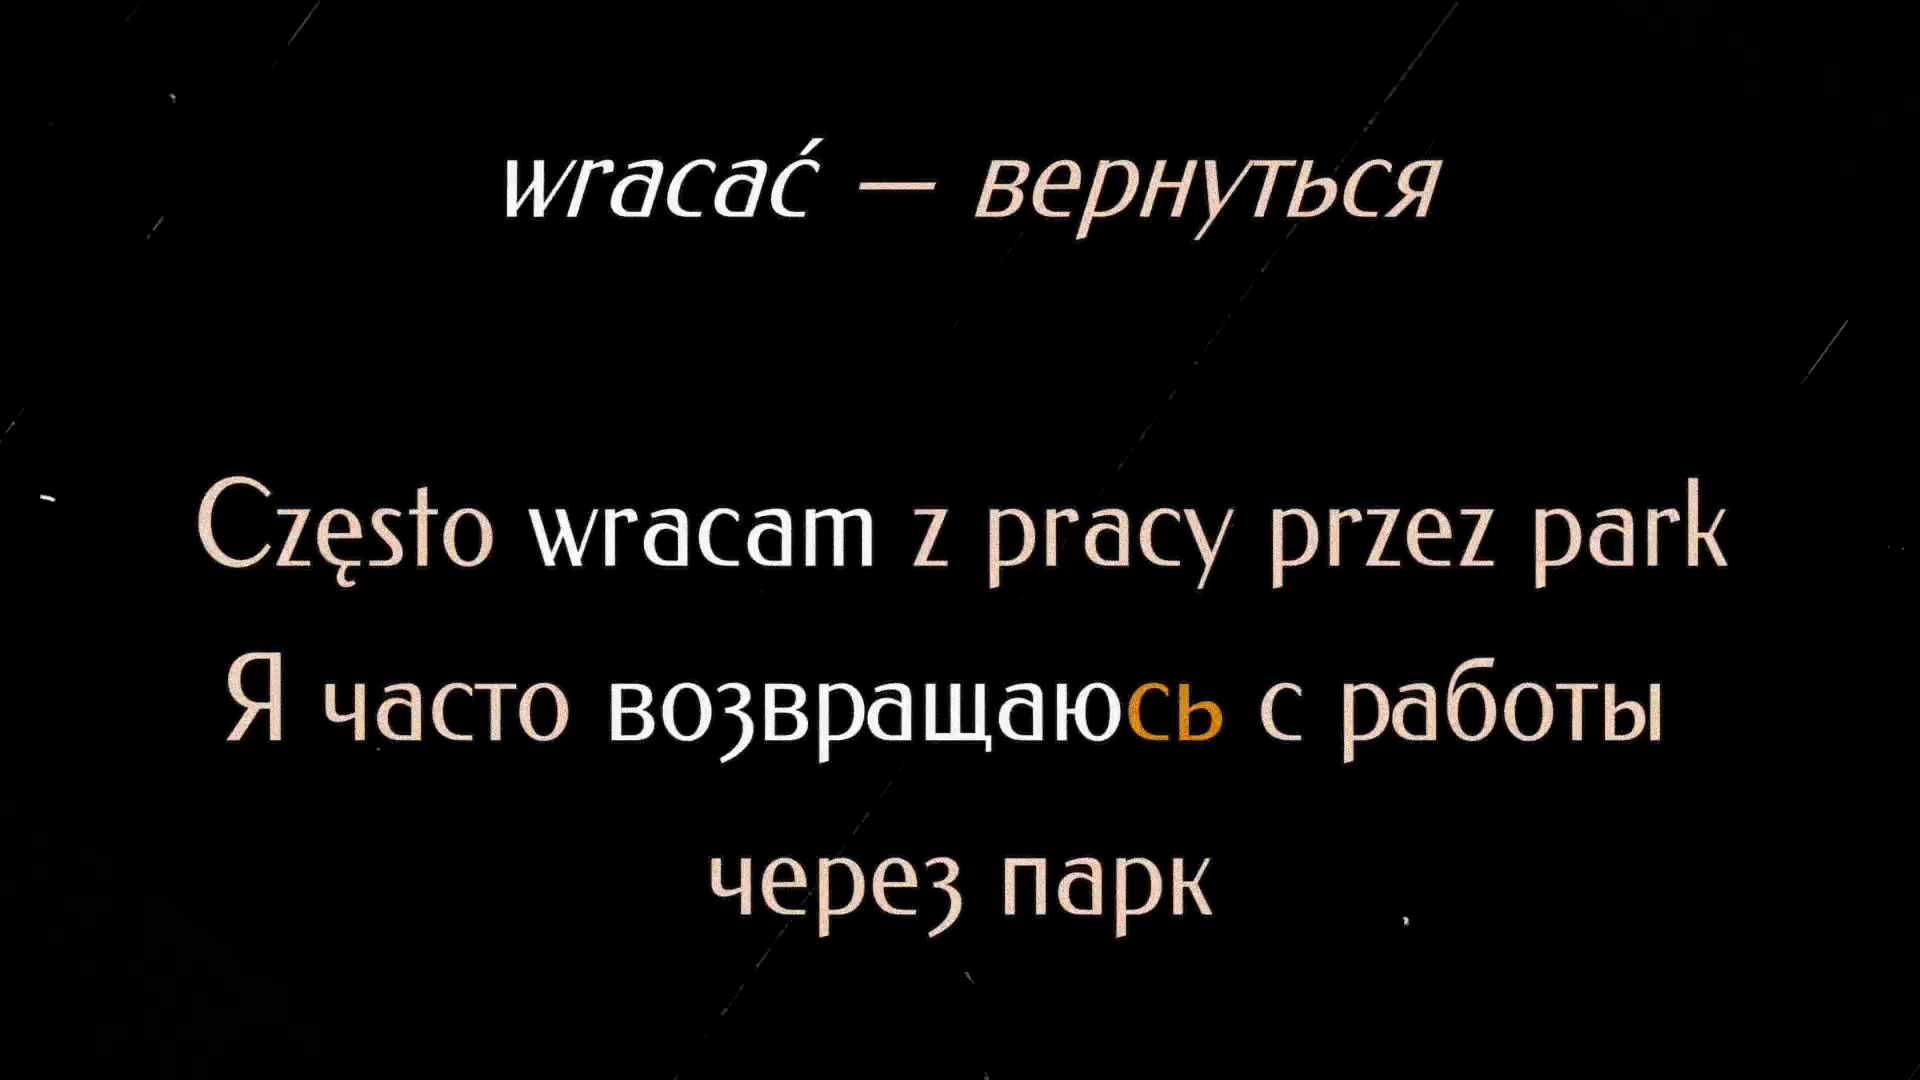 wracać — вернуться
Często wracam z pracy przez park
Я часто возвращаюсь с работы
через парк